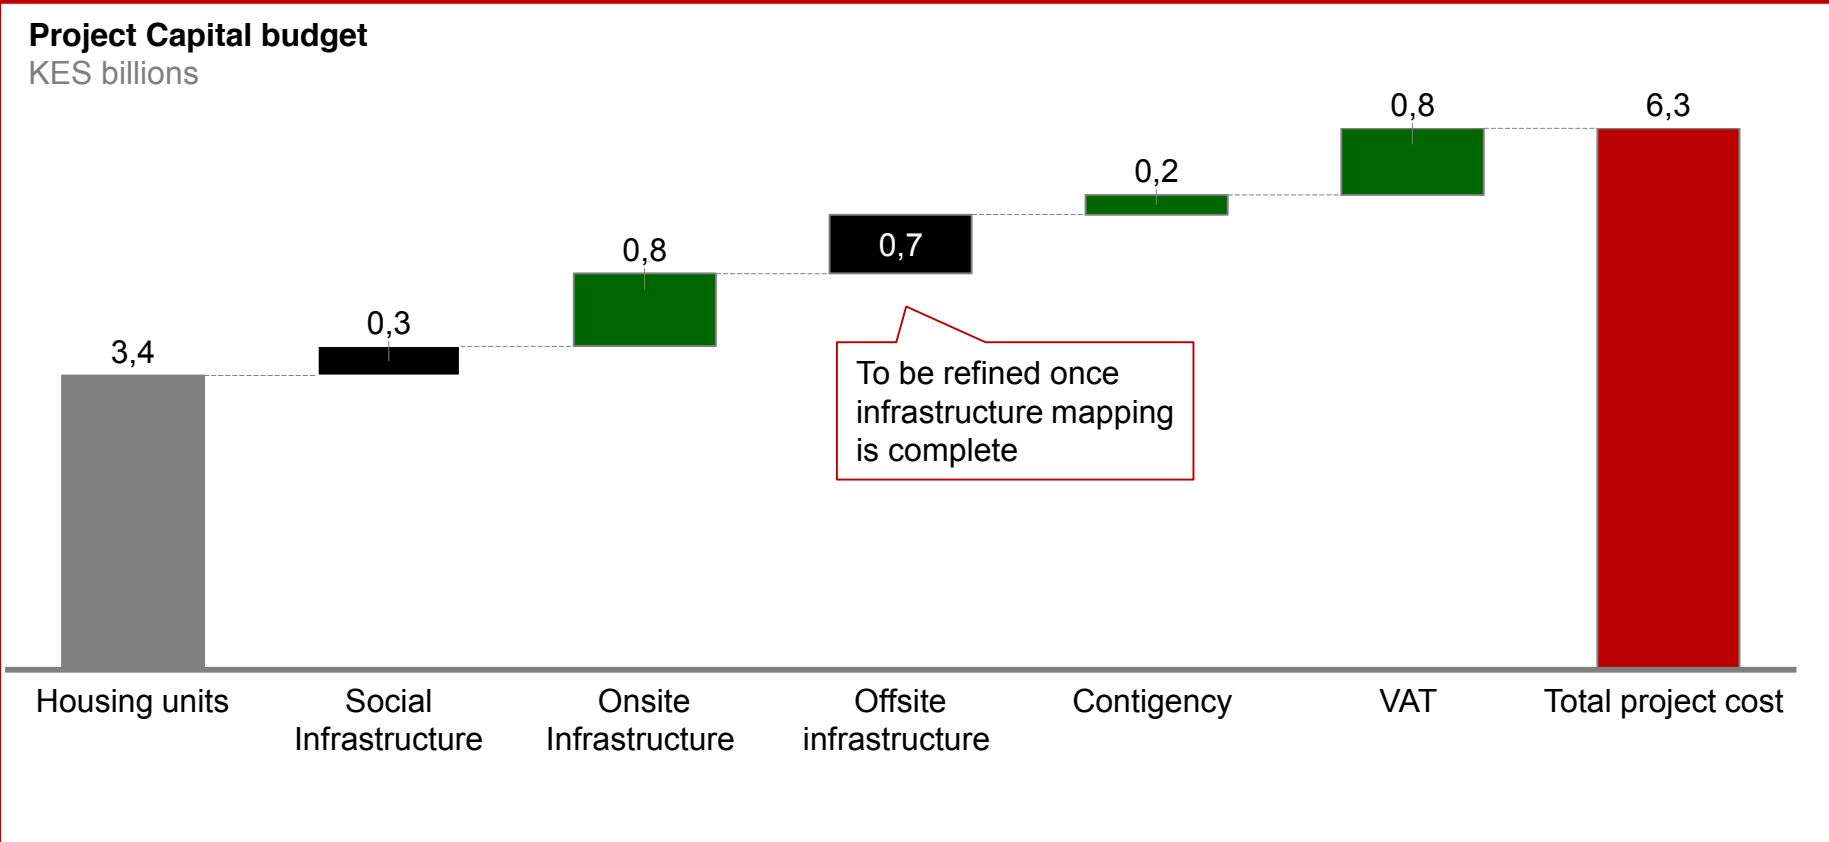 Project Capital budget
KES billions
0,8
6,3
0,2
0,8
0,7
0,3
3,4
To be refined once
infrastructure mapping
is complete
Housing units
Social
Infrastructure
Onsite
Infrastructure
Offsite
infrastructure
Contigency
VAT
Total project cost